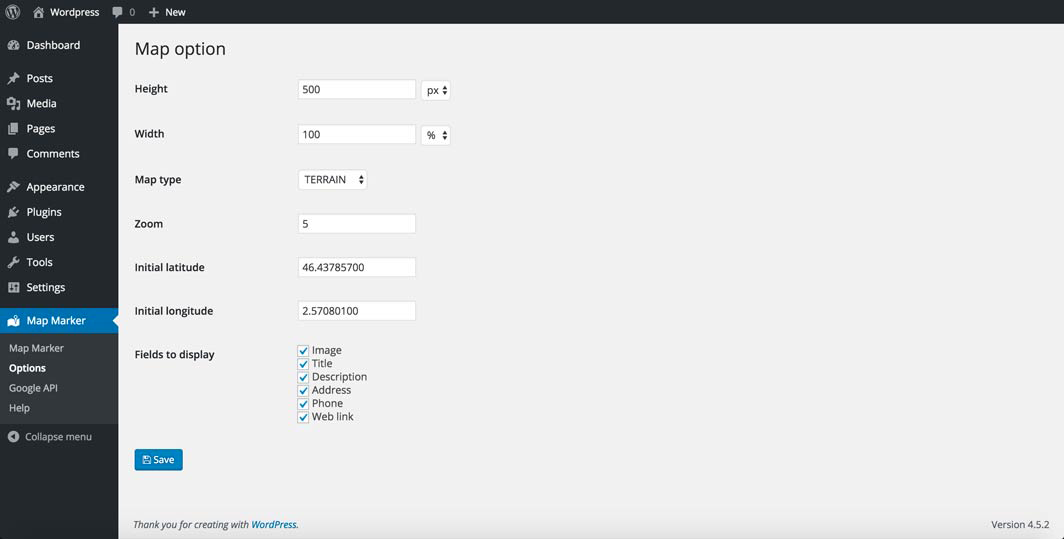 Wordpress 0 New
Dashboard
Posts
Media
Pages
Comments
Appearance
Plugins
Users
Tools
Settings
Map Marker
Map Marker
Options
Google API
Help
Collapse menu
Map option
Height 500 px
Width 100 %
Map type TERRAIN
Zoom 5
Initial latitude 46.43785700
Initial longitude 2.57080100
Fields to display
Image
Title
Description
Address
Phone
Web link
Save
Thank you for creating with WordPress. Version 4.5.2